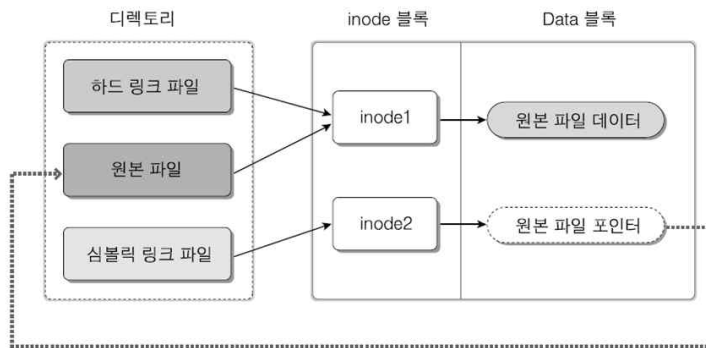 디렉토리
inode 블록
Data 블록
하드 링크 파일
inode1
원본 파일 데이터
원본 파일
심볼릭 링크 파일
inode2
원본 파일 포인터